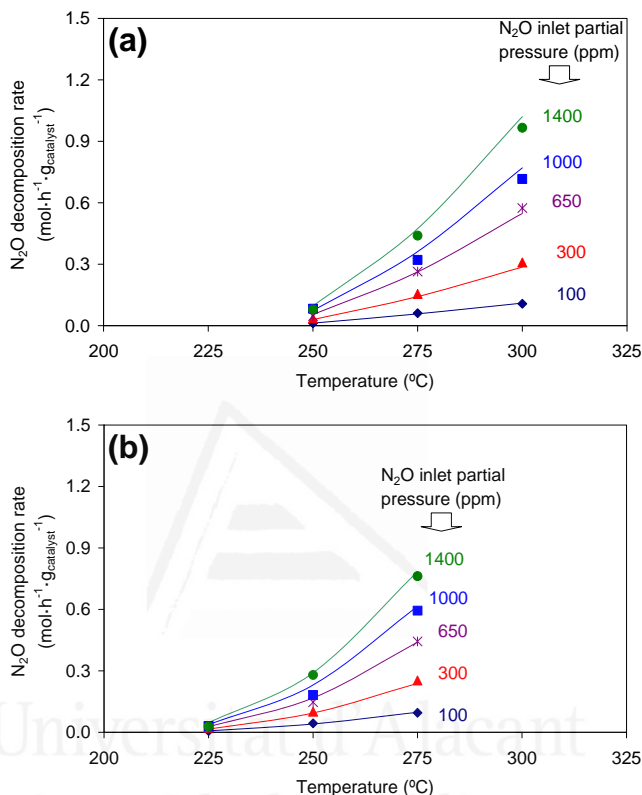 (a)
N₂O inlet partial
pressure (ppm)
1400
1000
650
300
100
1.5
1.2
0.9
0.6
0.3
0.0
N₂O decomposition rate
(mol·h⁻¹·g_catalyst⁻¹)
200 225 250 275 300 325
Temperature (ºC)
(b)
N₂O inlet partial
pressure (ppm)
1400
1000
650
300
100
1.5
1.2
0.9
0.6
0.3
0.0
N₂O decomposition rate
(mol·h⁻¹·g_catalyst⁻¹)
200 225 250 275 300 325
Temperature (ºC)
Universitat d'Alacant